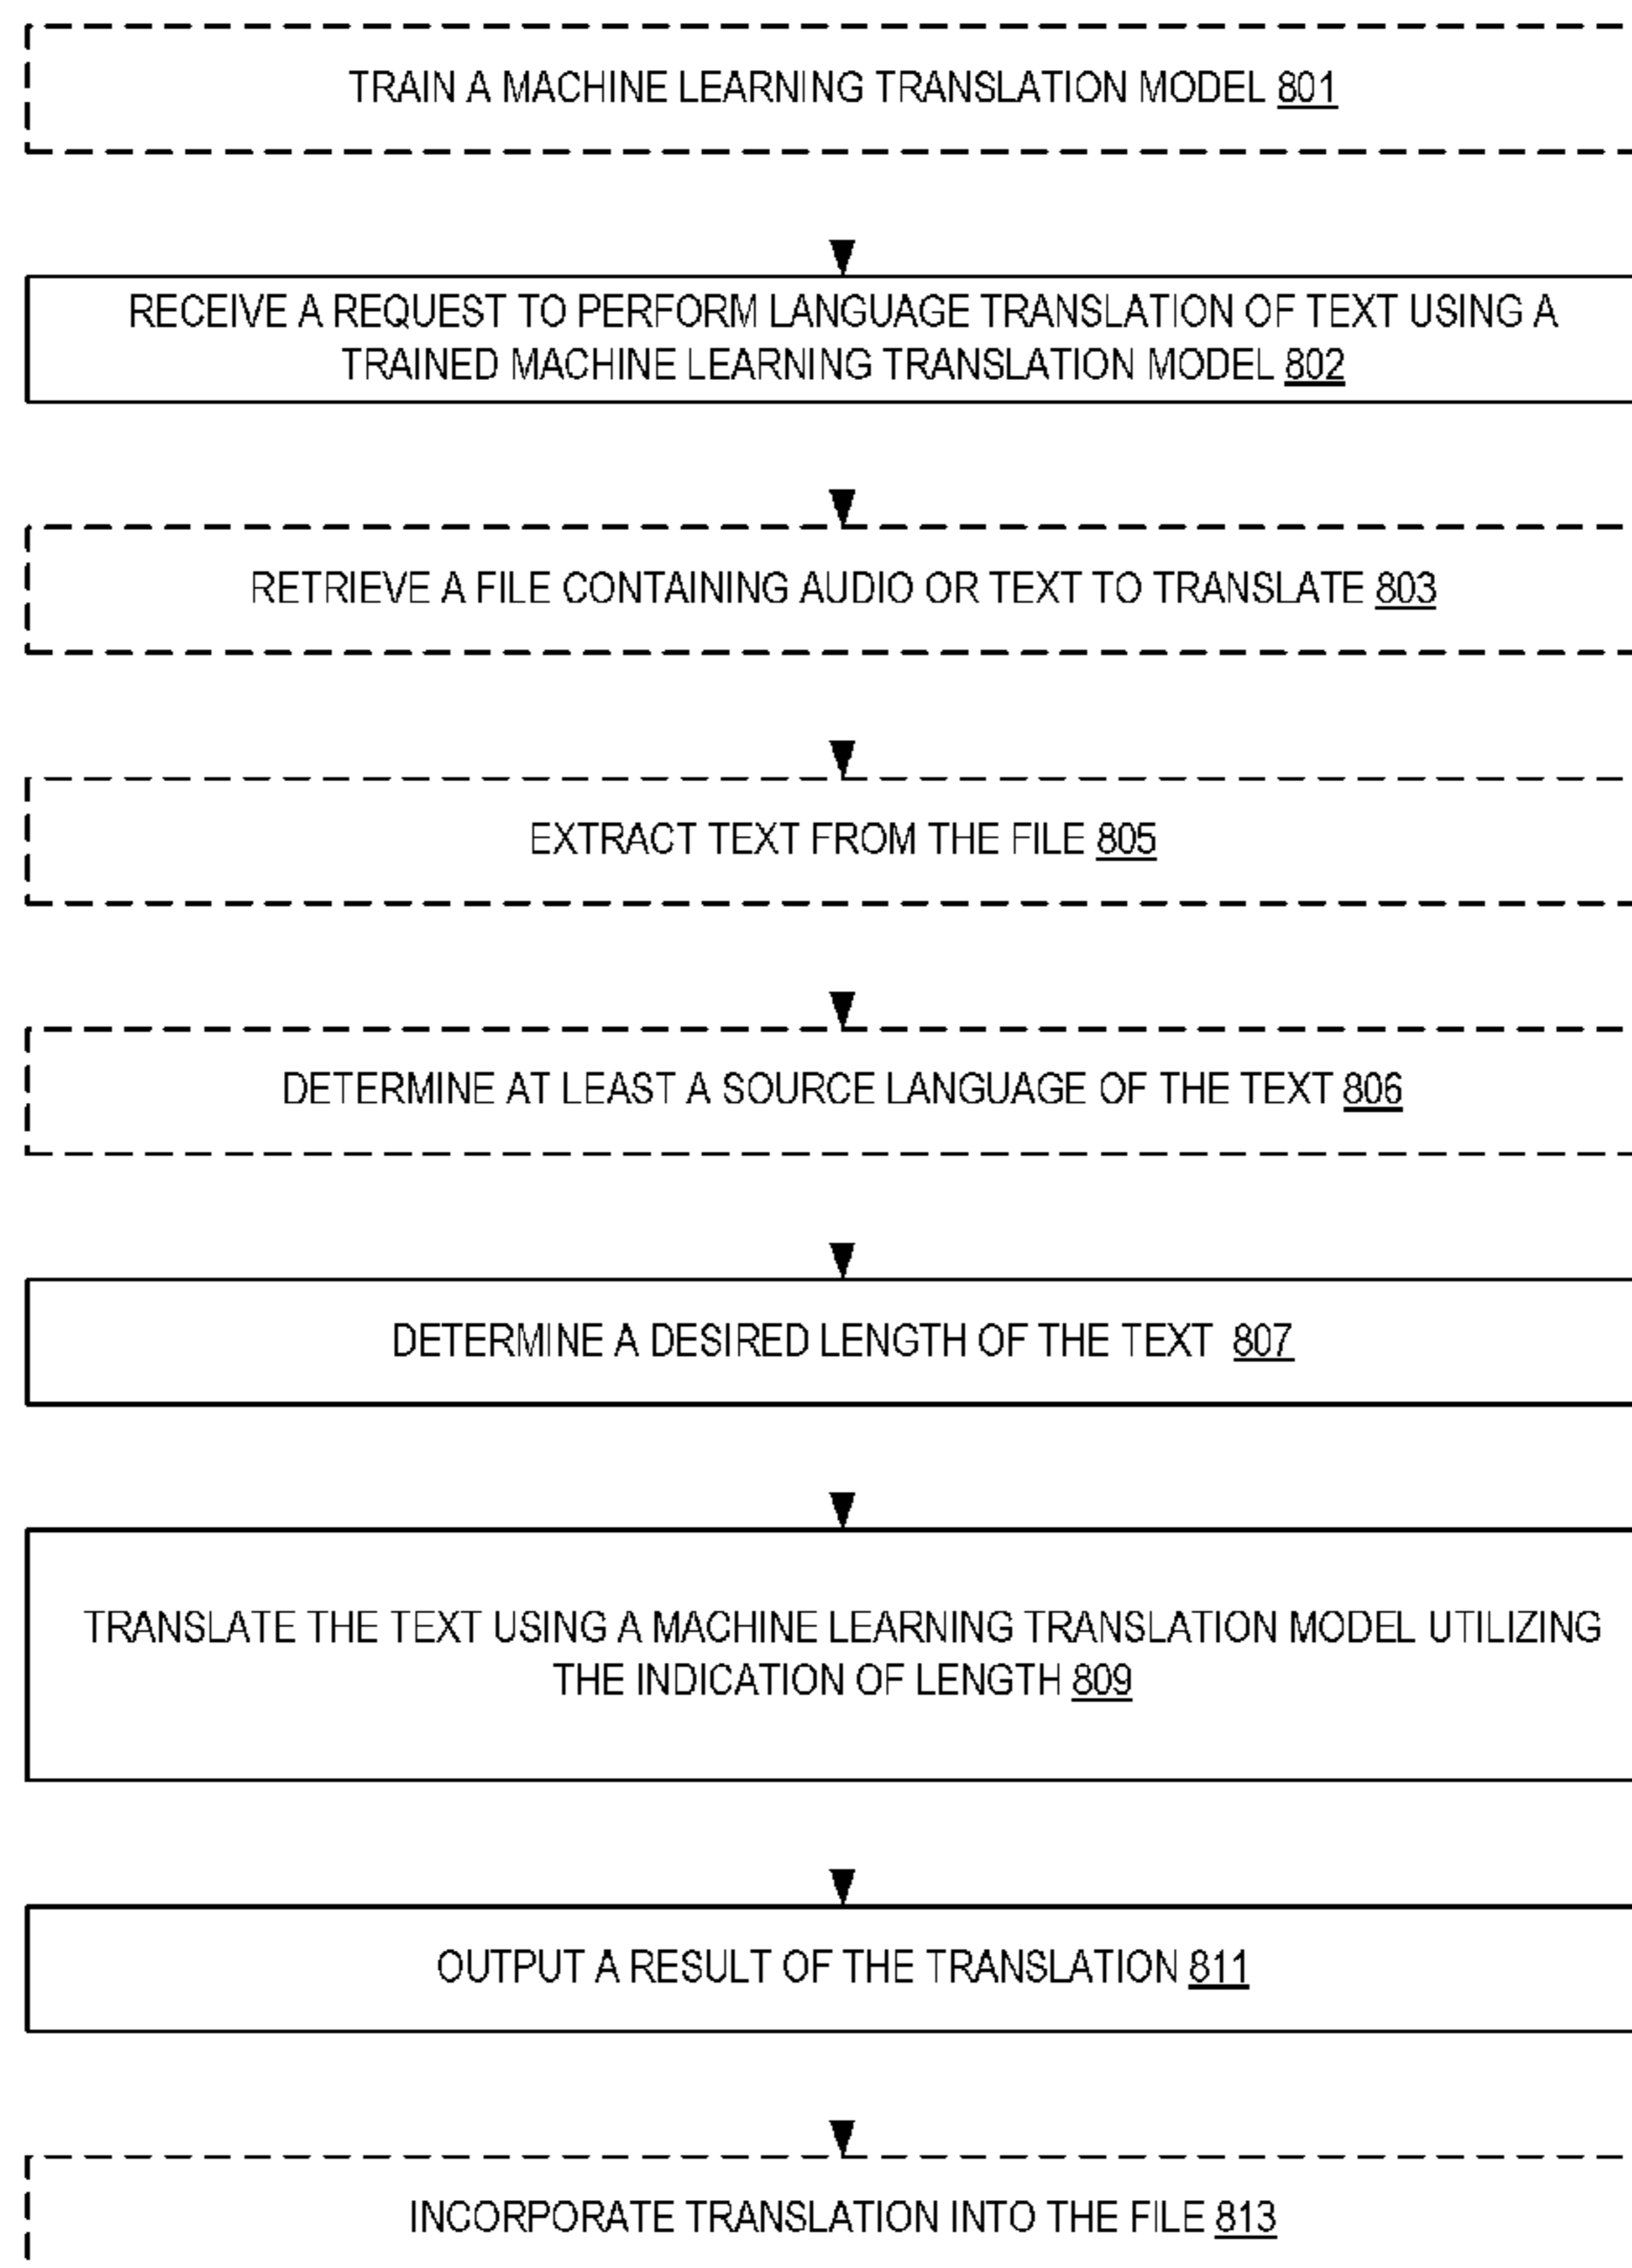 TRAIN A MACHINE LEARNING TRANSLATION MODEL 801
RECEIVE A REQUEST TO PERFORM LANGUAGE TRANSLATION OF TEXT USING A
TRAINED MACHINE LEARNING TRANSLATION MODEL 802
RETRIEVE A FILE CONTAINING AUDIO OR TEXT TO TRANSLATE 803
EXTRACT TEXT FROM THE FILE 805
DETERMINE AT LEAST A SOURCE LANGUAGE OF THE TEXT 806
DETERMINE A DESIRED LENGTH OF THE TEXT 807
TRANSLATE THE TEXT USING A MACHINE LEARNING TRANSLATION MODEL UTILIZING
THE INDICATION OF LENGTH 809
OUTPUT A RESULT OF THE TRANSLATION 811
INCORPORATE TRANSLATION INTO THE FILE 813